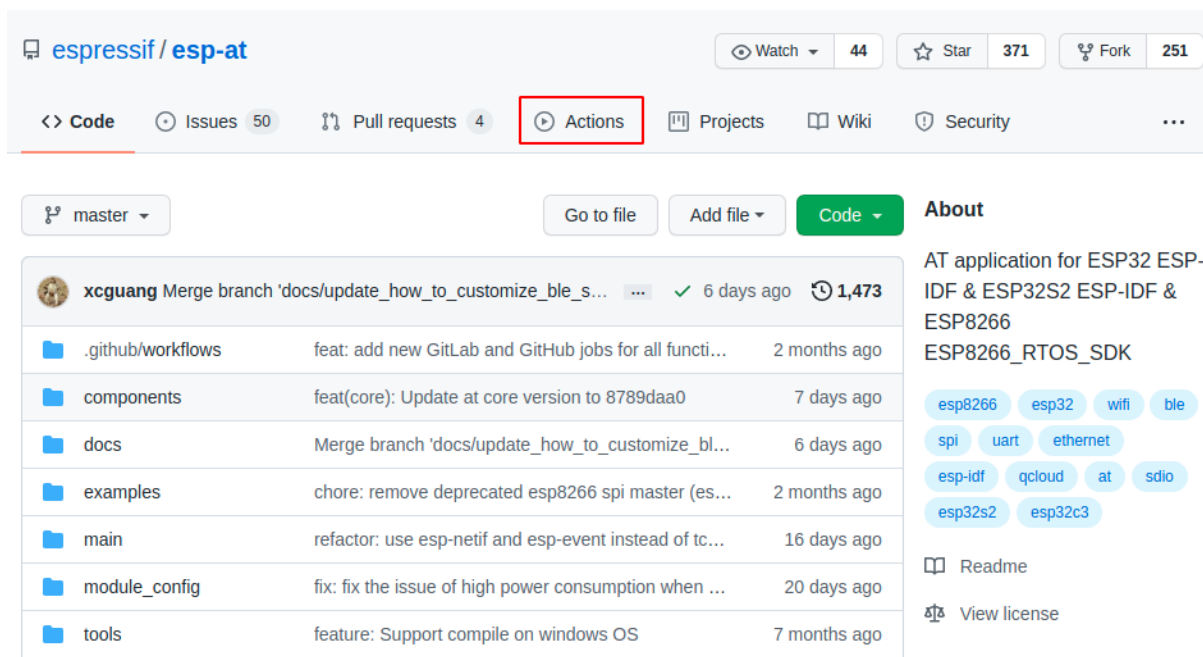 espressif / esp-at
Watch 44 Star 371 Fork 251
Code Issues 50 Pull requests 4 Actions Projects Wiki Security ...
master Go to file Add file Code
xcguang Merge branch 'docs/update_how_to_customize_ble_s... ... 6 days ago 1,473
.github/workflows feat: add new GitLab and GitHub jobs for all functi... 2 months ago
components feat(core): Update at core version to 8789daa0 7 days ago
docs Merge branch 'docs/update_how_to_customize_bl... 6 days ago
examples chore: remove deprecated esp8266 spi master (es... 2 months ago
main refactor: use esp-netif and esp-event instead of tc... 16 days ago
module_config fix: fix the issue of high power consumption when ... 20 days ago
tools feature: Support compile on windows OS 7 months ago
About
AT application for ESP32 ESP-
IDF & ESP32S2 ESP-IDF &
ESP8266
ESP8266_RTOS_SDK
esp8266 esp32 wifi ble
spi uart ethernet
esp-idf qcloud at sdio
esp32s2 esp32c3
Readme
View license